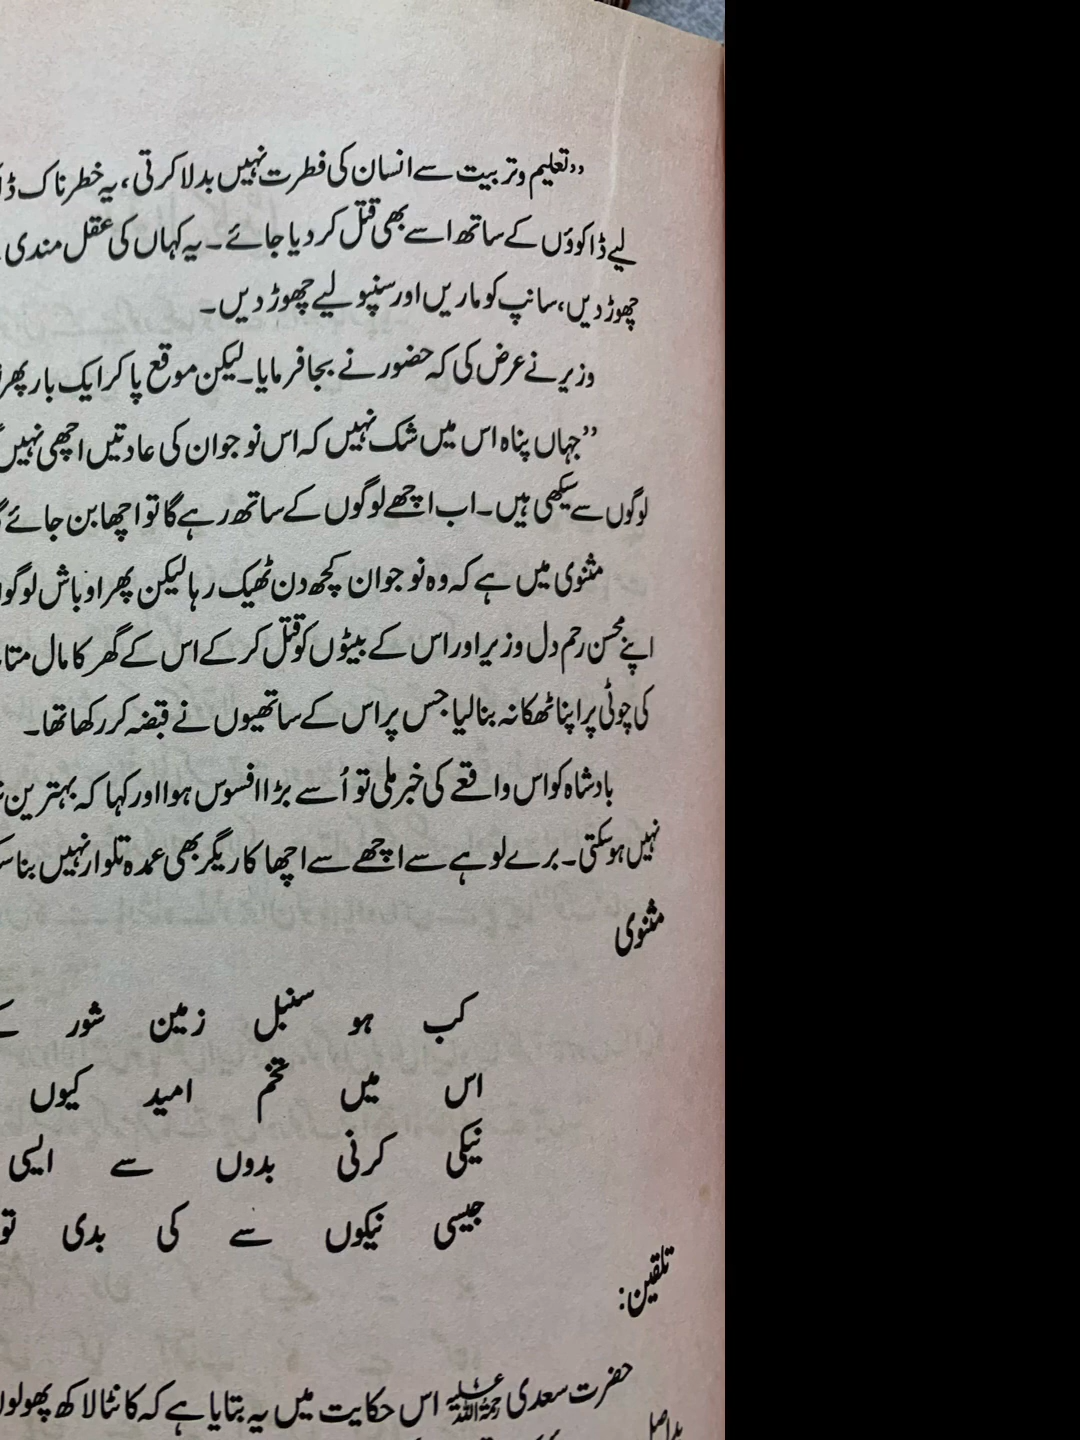 ”تعلیم و تربیت سے انسان کی فطرت نہیں بدلا کرتی، یہ خطرناک
لیے ڈاکوؤں کے ساتھ اسے بھی قتل کر دیا جائے۔ یہ کہاں کی عقل مندی
چھوڑ دیں، سانپ کو ماریں اور سنپولیے چھوڑ دیں۔
وزیر نے عرض کی کہ حضور نے بجا فرمایا۔ لیکن موقع پا کر ایک بار پھر
”جہاں پناہ اس میں شک نہیں کہ اس نوجوان کی عادتیں اچھی نہیں
لوگوں سے سیکھی ہیں۔ اب اچھے لوگوں کے ساتھ رہے گا تو اچھا بن جائے
مثنوی میں ہے کہ وہ نوجوان کچھ دن ٹھیک رہا لیکن پھر اوباش
اپنے محسن رحم دل وزیر اور اس کے بیٹوں کو قتل کر کے اس کے گھر کا مال
کی چوٹی پر اپنا ٹھکانہ بنا لیا جس پر اس کے ساتھیوں نے قبضہ کر رکھا تھا۔
بادشاہ کو اس واقعے کی خبر ملی تو اُسے بڑا افسوس ہوا اور کہا کہ بہترین
نہیں ہو سکتی۔ برے لوہے سے اچھے سے اچھا کاریگر بھی عمدہ تلوار نہیں بنا
مثنوی
کب ہو سنبل زمین شور
اس میں تخم امید کیوں
نیکی کرنی بدوں سے ایسی
جیسی نیکوں سے کی بدی
تلقین:
حضرت سعدی رحمۃ اللہ علیہ اس حکایت میں یہ بتایا ہے کہ کانٹا لاکھ